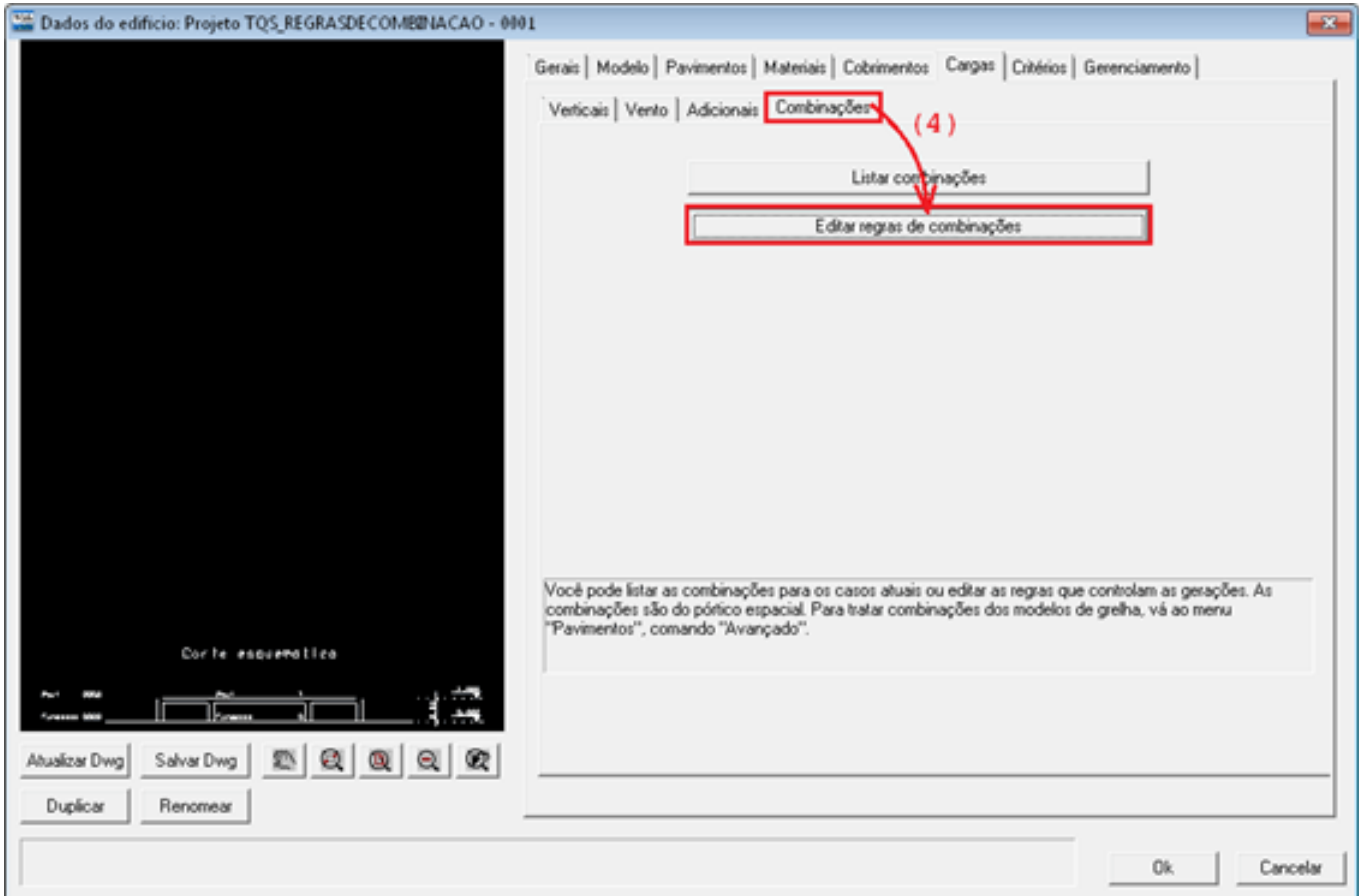 Dados do edifício: Projeto TQS_REGRASDECOMBINACAO - 0001
Gerais Modelo Pavimentos Materiais Cobrimentos Cargas Critérios Gerenciamento
Verticais Vento Adicionais Combinações
(4)
Listar combinações
Editar regras de combinações
Você pode listar as combinações para os casos atuais ou editar as regras que controlam as gerações. As
combinações são do pórtico espacial. Para tratar combinações dos modelos de grelha, vá ao menu
"Pavimentos", comando "Avançado".
Corte esquematico
Atualizar Dwg Salvar Dwg
Duplicar Renomear
Ok Cancelar